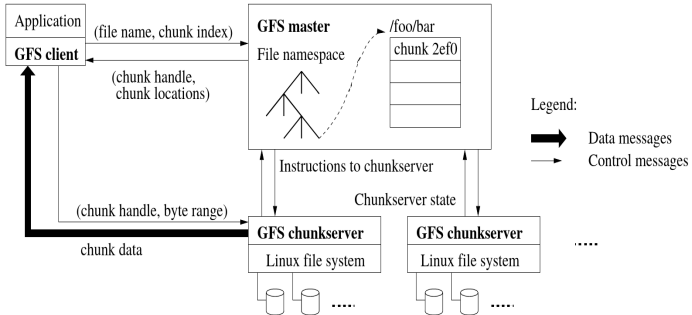 Application
GFS client
(file name, chunk index)
(chunk handle,
chunk locations)
GFS master
File namespace
/foo/bar
chunk 2ef0
Legend:
Data messages
Control messages
Instructions to chunkserver
Chunkserver state
(chunk handle, byte range)
chunk data
GFS chunkserver
Linux file system
GFS chunkserver
Linux file system